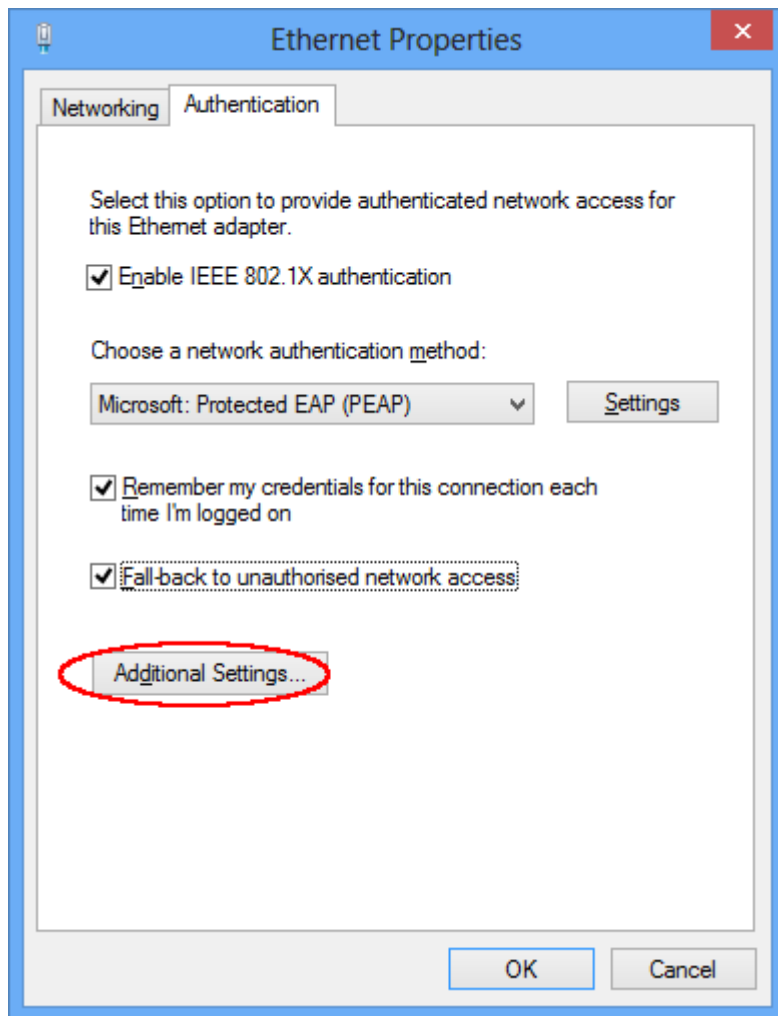 Ethernet Properties
Networking
Authentication
Select this option to provide authenticated network access for
this Ethernet adapter.
Enable IEEE 802.1X authentication
Choose a network authentication method:
Microsoft: Protected EAP (PEAP)
Settings
Remember my credentials for this connection each
time I'm logged on
Fall-back to unauthorised network access
Additional Settings...
OK
Cancel